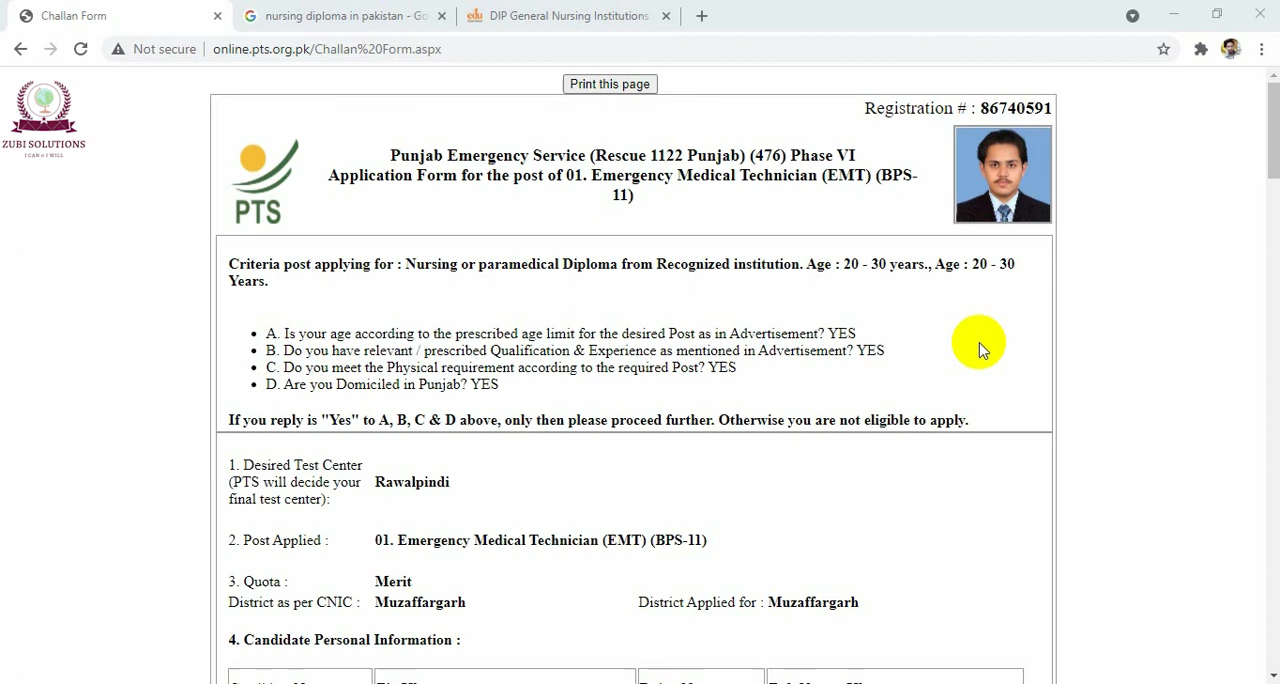 Challan Form
nursing diploma in pakistan - Go
edu DIP General Nursing Institutions
Not secure online.pts.org.pk/Challan%20Form.aspx
Print this page
ZUBI SOLUTIONS
I CAN & I WILL
Registration # : 86740591
PTS
Punjab Emergency Service (Rescue 1122 Punjab) (476) Phase VI
Application Form for the post of 01. Emergency Medical Technician (EMT) (BPS-
11)
Criteria post applying for : Nursing or paramedical Diploma from Recognized institution. Age : 20 - 30 years., Age : 20 - 30
Years.
• A. Is your age according to the prescribed age limit for the desired Post as in Advertisement? YES
• B. Do you have relevant / prescribed Qualification & Experience as mentioned in Advertisement? YES
• C. Do you meet the Physical requirement according to the required Post? YES
• D. Are you Domiciled in Punjab? YES
If you reply is "Yes" to A, B, C & D above, only then please proceed further. Otherwise you are not eligible to apply.
1. Desired Test Center
(PTS will decide your
final test center):
Rawalpindi
2. Post Applied : 01. Emergency Medical Technician (EMT) (BPS-11)
3. Quota : Merit
District as per CNIC : Muzaffargarh District Applied for : Muzaffargarh
4. Candidate Personal Information :